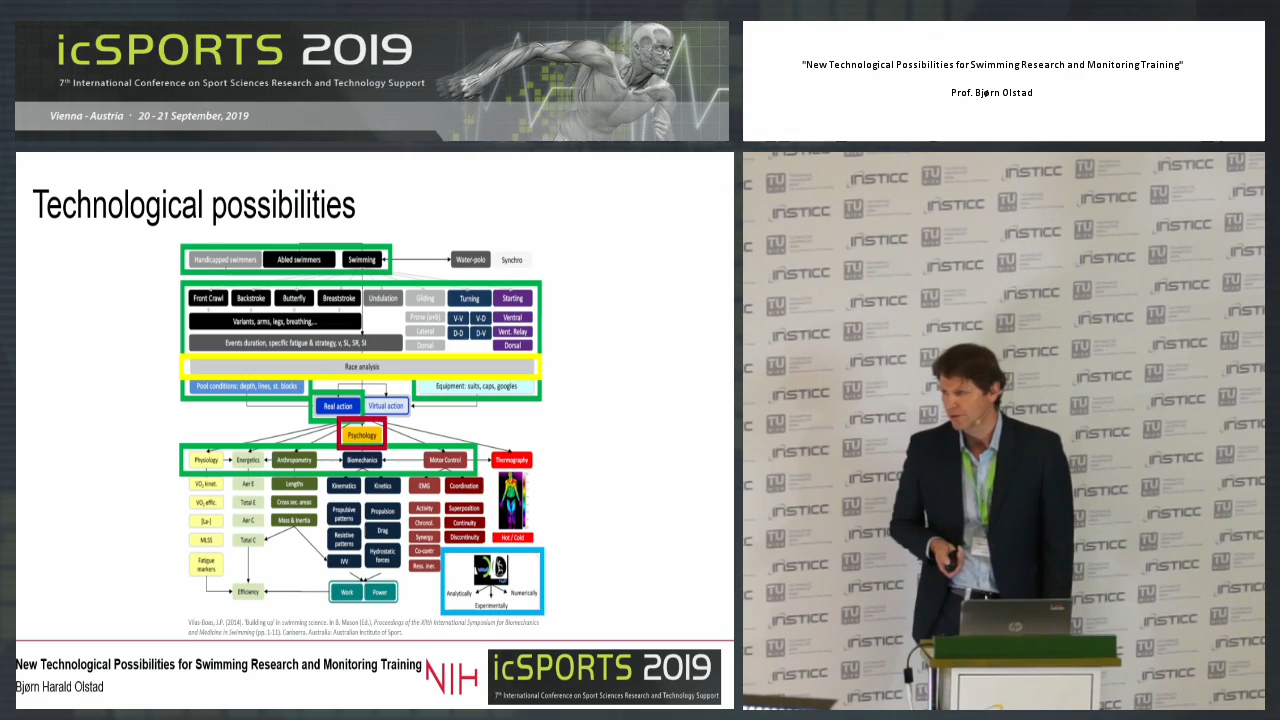 icSPORTS 2019
7th International Conference on Sport Sciences Research and Technology Support
Vienna - Austria · 20 - 21 September, 2019
"New Technological Possibilities for Swimming Research and Monitoring Training"
Prof. Bjørn Olstad
Technological possibilities
Handicapped swimmers Abled swimmers Swimming Water-polo Synchro
Front Crawl Backstroke Butterfly Breaststroke Undulation Gliding Turning Starting
Variants, arms, legs, breathing,...
Prone (a+b) V-V V-D Ventral
Lateral D-D D-V Vent. Relay
Dorsal Dorsal
Events duration, specific fatigue & strategy, v, SL, SR, SI
Race analysis
Pool conditions: depth, lines, st. blocks Equipment: suits, caps, googles
Real action Virtual action
Psychology
Physiology Energetics Anthropometry Biomechanics Motor Control Thermography
VO2 kinet. Aer E Lengths Kinematics Kinetics EMG Coordination
VO2 effic. Total E Cross sec. areas Propulsive patterns Propulsion Activity Superposition
[La-] Aer C Mass & Inertia Resistive patterns Drag Chronol. Continuity
MLSS Total C IVV Hydrostatic forces Synergy Discontinuity Hot / Cold
Fatigue markers Co-contr
Ress. iner.
Efficiency Work Power
Analytically Numerically
Experimentally
Vilas-Boas, J.P. (2014). 'Building up' in swimming science. In B. Mason (Ed.), Proceedings of the XIIth International Symposium for Biomechanics
and Medicine in Swimming (pp. 1-11). Canberra. Australia: Australian Institute of Sport.
New Technological Possibilities for Swimming Research and Monitoring Training
Bjørn Harald Olstad
NIH
icSPORTS 2019
7th International Conference on Sport Sciences Research and Technology Support
TU WIEN INSTICC
hp